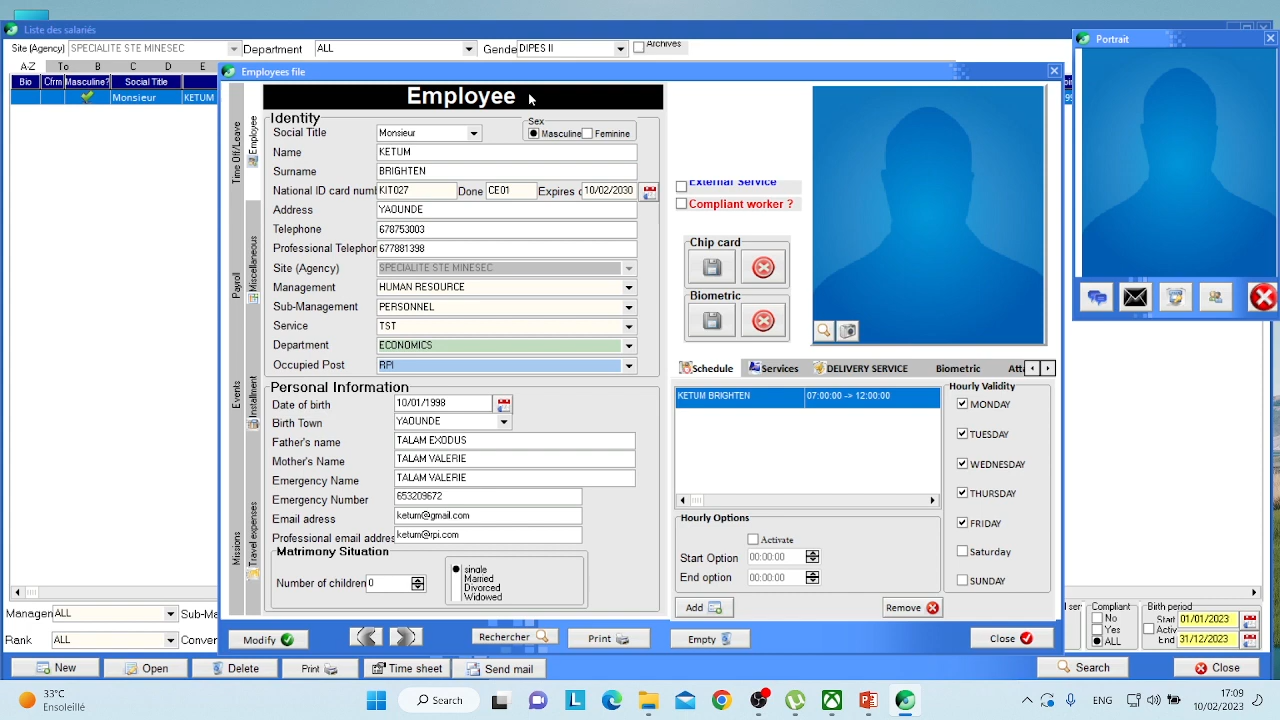 Liste des salariés
Site (Agency) SPECIALITE STE MINESEC Department ALL Gende DIPES II Archives
A-Z To B C D E
Bio Cfrm Masculine? Social Title
Monsieur KETUM
Portrait
Employees file
Employee
Time Off/Leave
Payroll
Events
Missions
Employee
Miscellaneous
Installment
Travel expenses
Identity
Social Title Monsieur
Sex
Masculine Feminine
Name KETUM
Surname BRIGHTEN
National ID card num KIT027 Done CE01 Expires 10/02/2030
Address YAOUNDE
Telephone 678753003
Professional Telephon 677881398
Site (Agency) SPECIALITE STE MINESEC
Management HUMAN RESOURCE
Sub-Management PERSONNEL
Service TST
Department ECONOMICS
Occupied Post RPI
Personal Information
Date of birth 10/01/1998
Birth Town YAOUNDE
Father's name TALAM EXODUS
Mother's Name TALAM VALERIE
Emergency Name TALAM VALERIE
Emergency Number 653209672
Email adress ketum@gmail.com
Professional email addres ketum@rpi.com
Matrimony Situation
Number of children 0
single
Married
Divorced
Widowed
External Service
Compliant worker ?
Chip card
Biometric
Schedule Services DELIVERY SERVICE Biometric Att
KETUM BRIGHTEN 07:00:00 -> 12:00:00
Hourly Validity
MONDAY
TUESDAY
WEDNESDAY
THURSDAY
FRIDAY
Saturday
SUNDAY
Hourly Options
Activate
Start Option 00:00:00
End option 00:00:00
Add Remove
Modify Rechercher Print Empty Close
Managen ALL Sub-Ma
Rank ALL Conver
Compliant
No
Yes
ALL
Birth period
Start 01/01/2023
Activ
End 31/12/2023
New Open Delete Print Time sheet Send mail Search Close
33°C
Ensoleillé
Search
ENG
17:09
10/02/2023